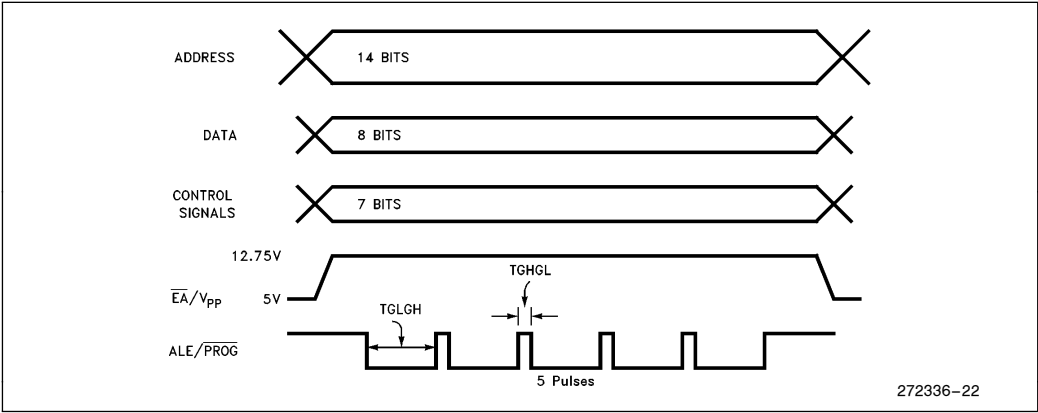 ADDRESS
14 BITS
DATA
8 BITS
CONTROL
SIGNALS
7 BITS
12.75V
EA/VPP
5V
TGHGL
TGLGH
ALE/PROG
5 Pulses
272336–22